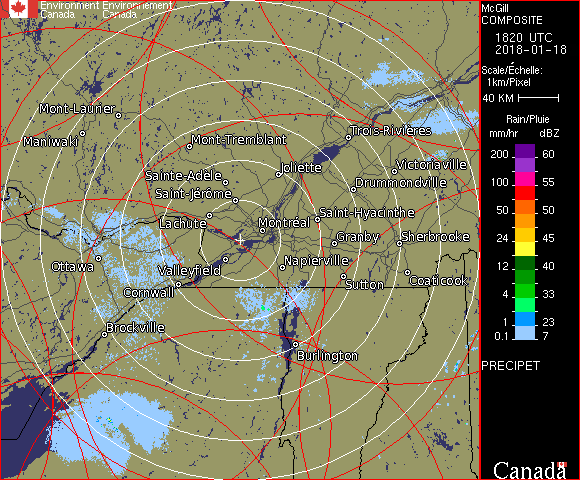 Environment Environnement
Canada Canada
McGill
COMPOSITE
1820 UTC
2018-01-18
Scale/Échelle:
1km/Pixel
40 KM
Rain/Pluie
mm/hr dBZ
200 60
100 55
50 50
24 45
12 40
4 33
1 23
0.1 7
PRECIPET
Mont-Laurier
Maniwaki
Mont-Tremblant
Trois-Rivières
Sainte-Adèle
Joliette
Victoriaville
Saint-Jérôme
Drummondville
Lachute
Montréal
Saint-Hyacinthe
Granby
Sherbrooke
Ottawa
Valleyfield
Napierville
Cornwall
Sutton
Coaticook
Brockville
Burlington
Canada